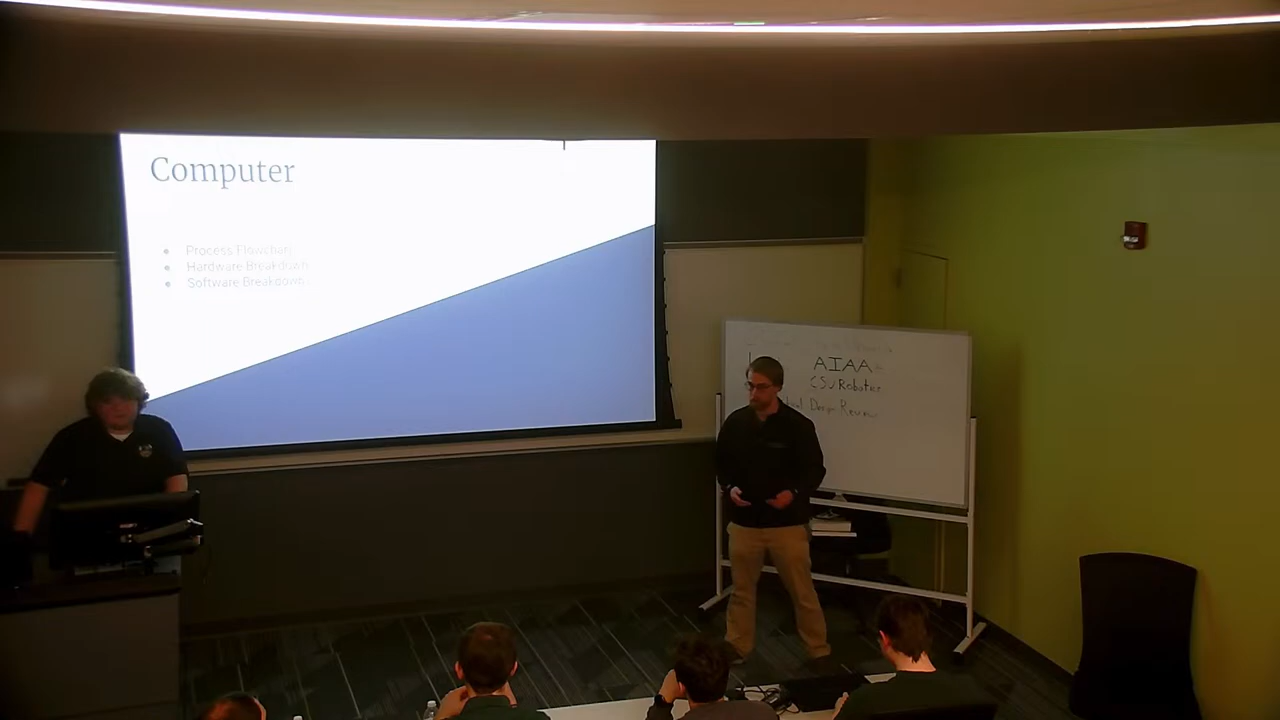 Computer
● Process Flowchart
● Hardware Breakdown
● Software Breakdown
AIAA
CSU Robotics
Design Review